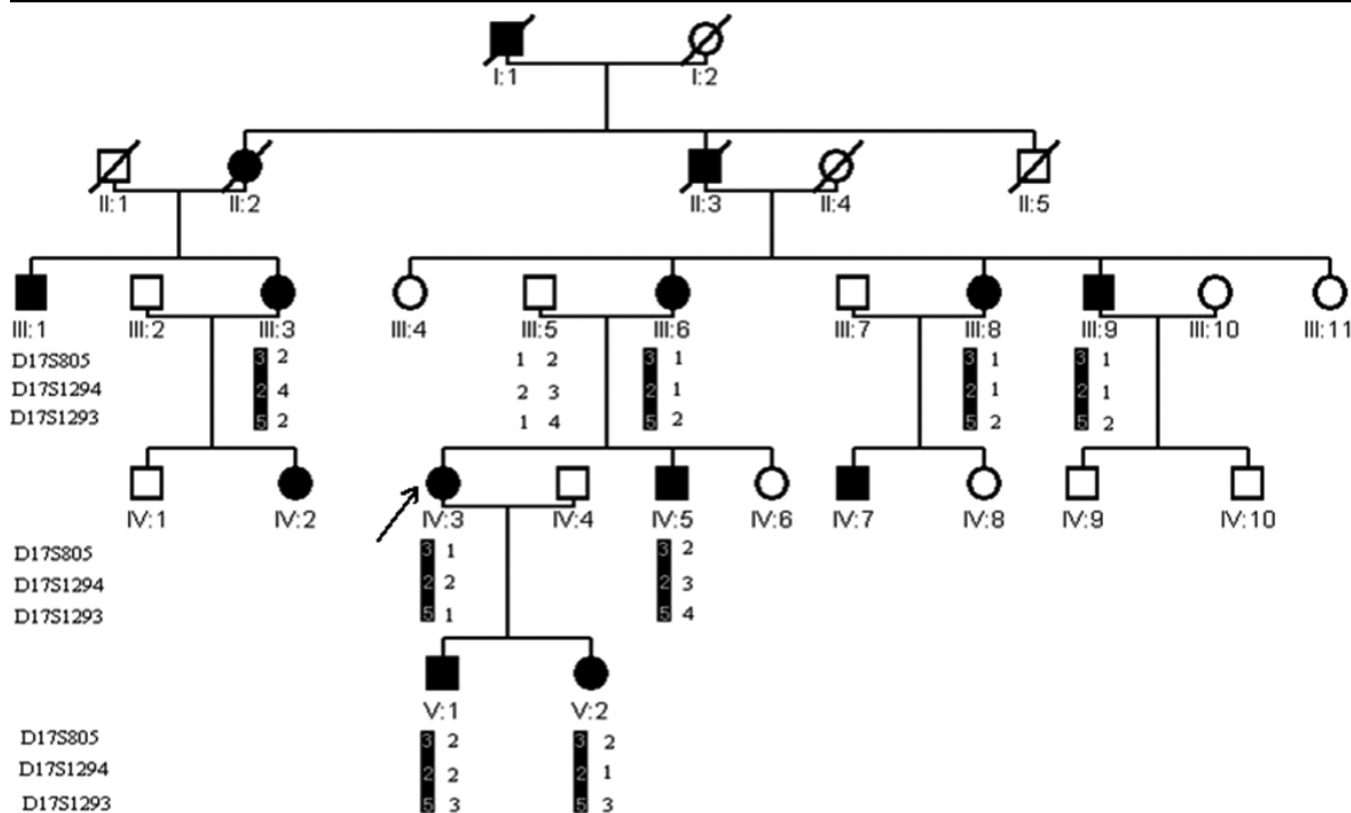 I:1 I:2
II:1 II:2 II:3 II:4 II:5
III:1 III:2 III:3 III:4 III:5 III:6 III:7 III:8 III:9 III:10 III:11
D17S805 3 2 1 2 3 1 3 1 3 1
D17S1294 2 4 2 3 2 1 2 1 2 1
D17S1293 5 2 1 4 5 2 5 2 5 2
IV:1 IV:2 IV:3 IV:4 IV:5 IV:6 IV:7 IV:8 IV:9 IV:10
D17S805 3 1 3 2
D17S1294 2 2 2 3
D17S1293 5 1 5 4
V:1 V:2
D17S805 3 2 3 2
D17S1294 2 2 2 1
D17S1293 5 3 5 3